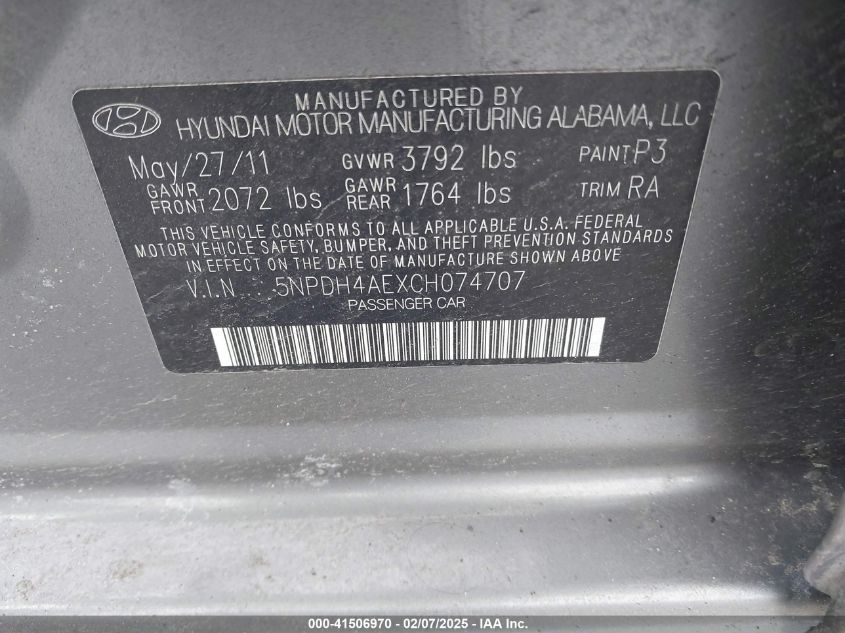 MANUFACTURED BY
HYUNDAI MOTOR MANUFACTURING ALABAMA, LLC
May/27/11 GVWR 3792 lbs PAINT P3
GAWR FRONT 2072 lbs GAWR REAR 1764 lbs TRIM RA
THIS VEHICLE CONFORMS TO ALL APPLICABLE U.S.A. FEDERAL
MOTOR VEHICLE SAFETY, BUMPER, AND THEFT PREVENTION STANDARDS
IN EFFECT ON THE DATE OF MANUFACTURE SHOWN ABOVE
V.I.N : 5NPDH4AEXCH074707
PASSENGER CAR
000-41506970 - 02/07/2025 - IAA Inc.